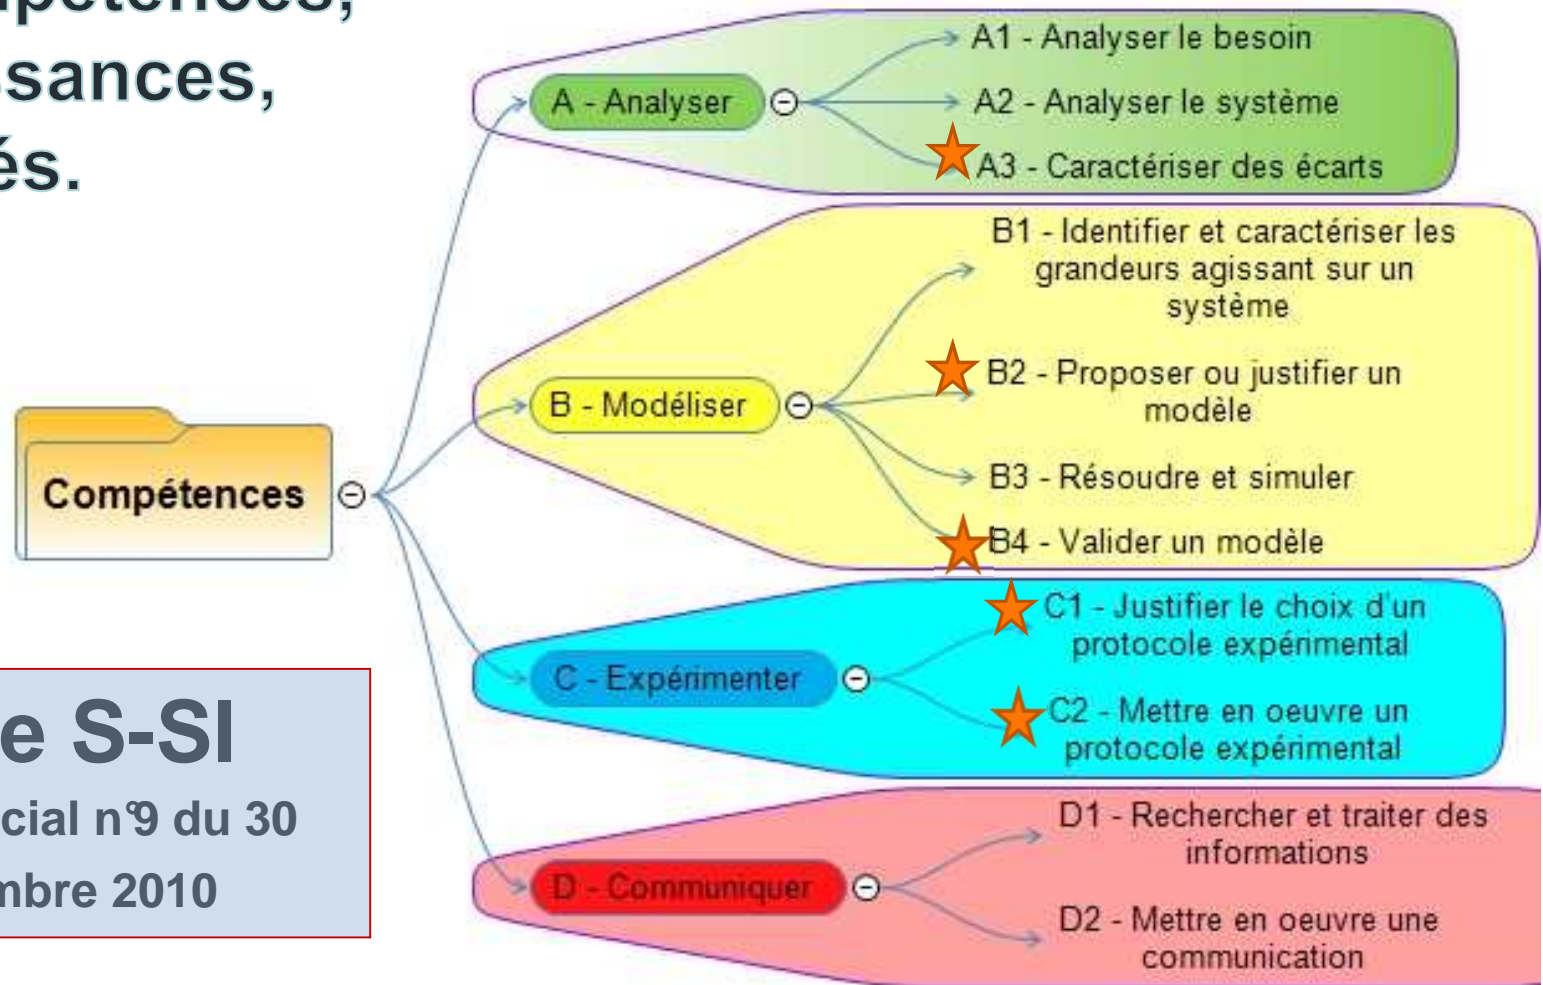 mpétences,
ssances,
és.
Compétences
e S-SI
cial n°9 du 30
mbre 2010
A - Analyser
A1 - Analyser le besoin
A2 - Analyser le système
A3 - Caractériser des écarts
B - Modéliser
B1 - Identifier et caractériser les
grandeurs agissant sur un
système
B2 - Proposer ou justifier un
modèle
B3 - Résoudre et simuler
B4 - Valider un modèle
C - Expérimenter
C1 - Justifier le choix d'un
protocole expérimental
C2 - Mettre en oeuvre un
protocole expérimental
D - Communiquer
D1 - Rechercher et traiter des
informations
D2 - Mettre en oeuvre une
communication